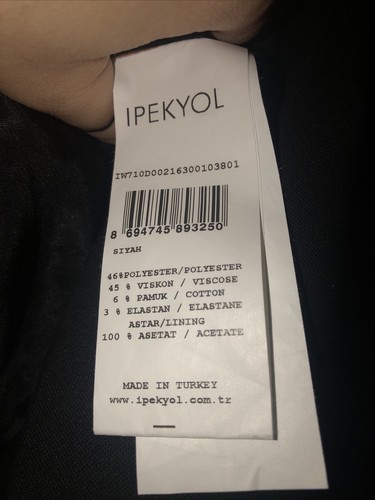 IPEKYOL
IW710D00216300103801
8 694745 893250
SIYAH
46%POLYESTER/POLYESTER
45 % VISKON / VISCOSE
6 % PAMUK / COTTON
3 % ELASTAN / ELASTANE
ASTAR/LINING
100 % ASETAT / ACETATE
MADE IN TURKEY
www.ipekyol.com.tr